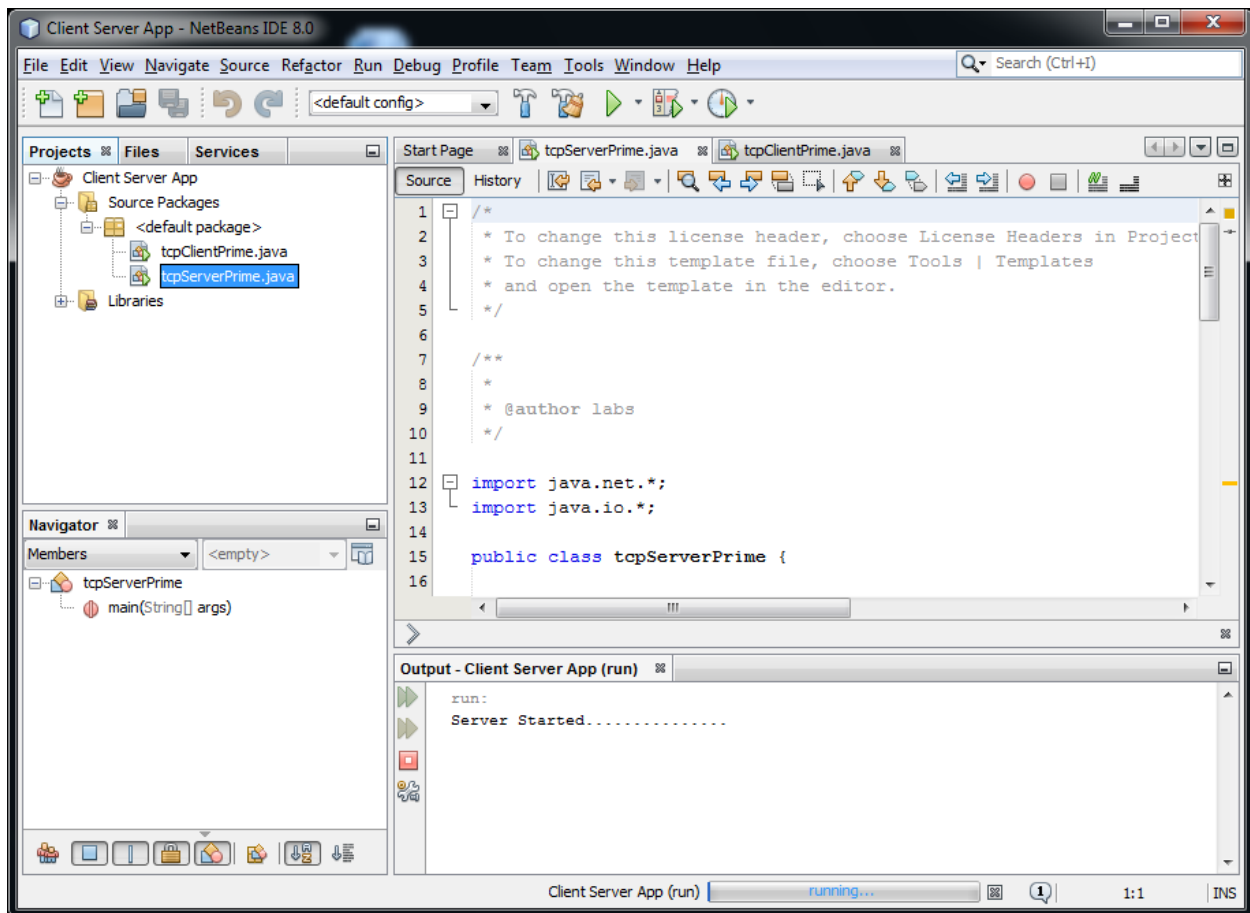 Client Server App - NetBeans IDE 8.0
File Edit View Navigate Source Refactor Run Debug Profile Team Tools Window Help
Search (Ctrl+I)
<default config>
Projects Files Services
Client Server App
Source Packages
<default package>
tcpClientPrime.java
tcpServerPrime.java
Libraries
Navigator
Members <empty>
tcpServerPrime
main(String[] args)
Start Page tcpServerPrime.java tcpClientPrime.java
Source History
1 /*
2 * To change this license header, choose License Headers in Project
3 * To change this template file, choose Tools | Templates
4 * and open the template in the editor.
5 */
6
7 /**
8 *
9 * @author labs
10 */
11
12 import java.net.*;
13 import java.io.*;
14
15 public class tcpServerPrime {
16
Output - Client Server App (run)
run:
Server Started...............
Client Server App (run) running... 1 1:1 INS